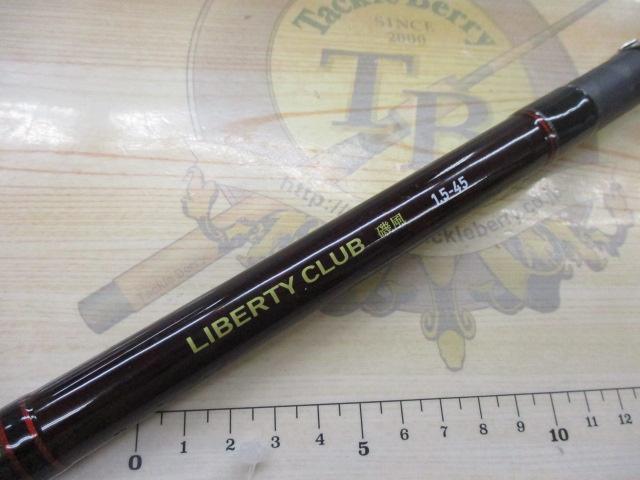 Tackle Berry
SINCE
2000
TB
LIBERTY CLUB 磯風 1.5-45
0 1 2 3 4 5 6 7 8 9 10 11 12